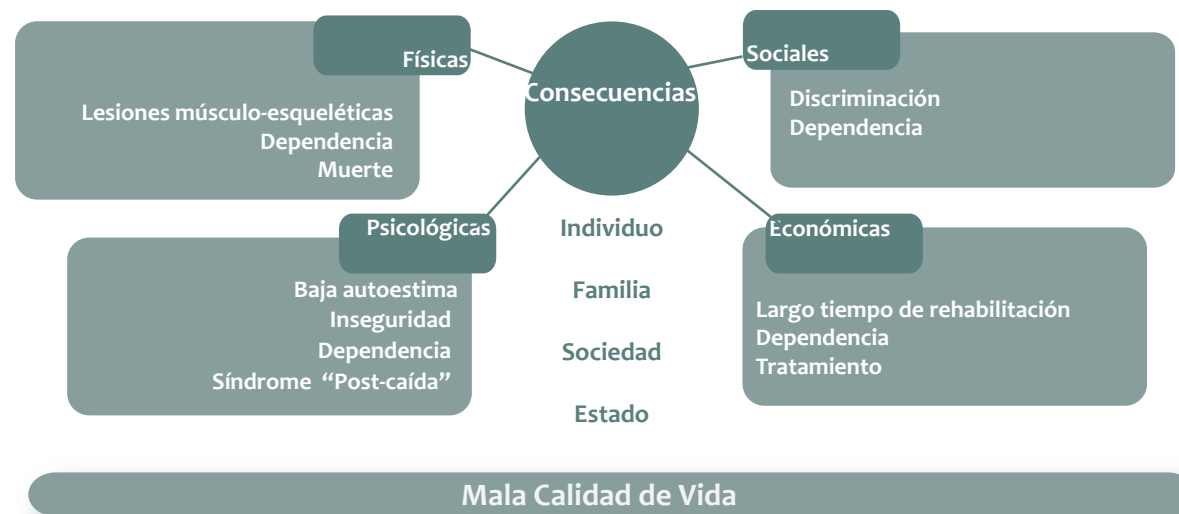 Consecuencias
Físicas
Lesiones músculo-esqueléticas
Dependencia
Muerte
Sociales
Discriminación
Dependencia
Psicológicas
Baja autoestima
Inseguridad
Dependencia
Síndrome “Post-caída”
Individuo
Familia
Sociedad
Estado
Económicas
Largo tiempo de rehabilitación
Dependencia
Tratamiento
Mala Calidad de Vida